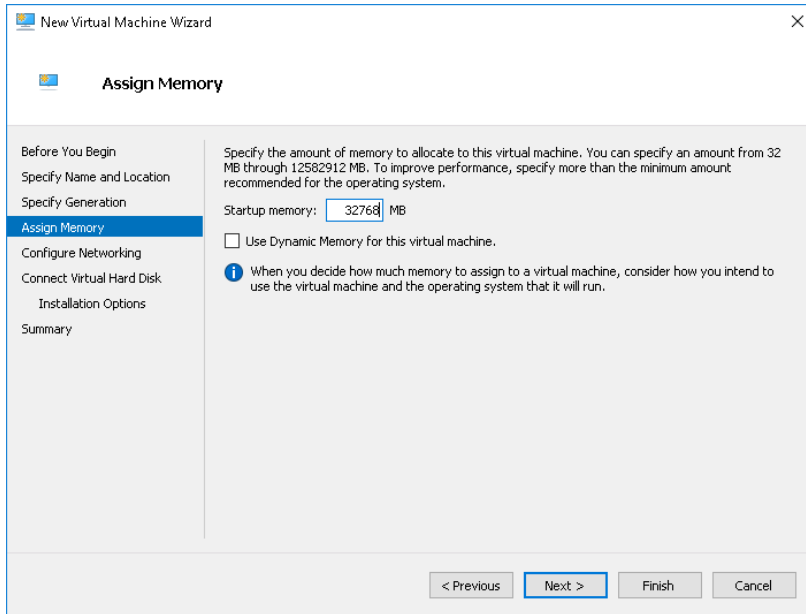 New Virtual Machine Wizard
Assign Memory
Before You Begin
Specify Name and Location
Specify Generation
Assign Memory
Configure Networking
Connect Virtual Hard Disk
Installation Options
Summary
Specify the amount of memory to allocate to this virtual machine. You can specify an amount from 32
MB through 12582912 MB. To improve performance, specify more than the minimum amount
recommended for the operating system.
Startup memory: 32768 MB
Use Dynamic Memory for this virtual machine.
When you decide how much memory to assign to a virtual machine, consider how you intend to
use the virtual machine and the operating system that it will run.
< Previous Next > Finish Cancel